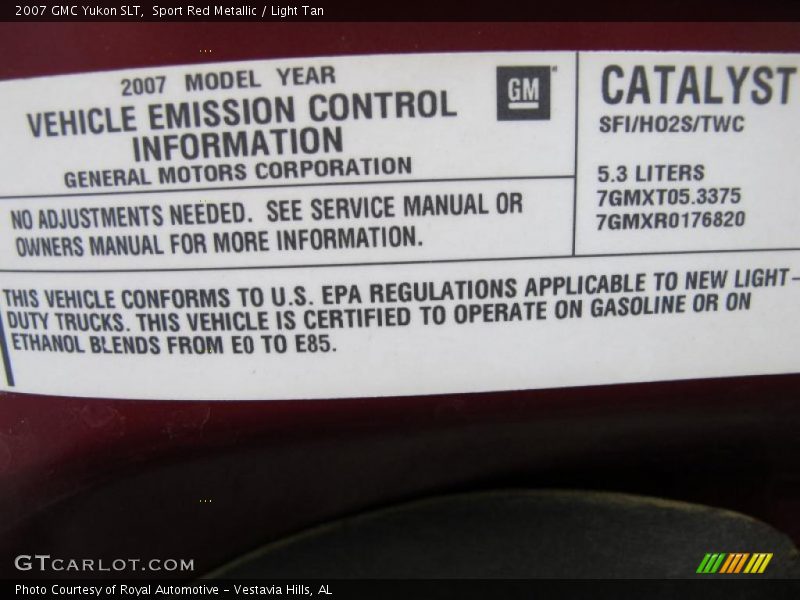 2007 GMC Yukon SLT,  Sport Red Metallic / Light Tan
2007 MODEL YEAR
VEHICLE EMISSION CONTROL
INFORMATION
GENERAL MOTORS CORPORATION
GM
CATALYST
SFI/HO2S/TWC
5.3 LITERS
7GMXT05.3375
7GMXR0176820
NO ADJUSTMENTS NEEDED. SEE SERVICE MANUAL OR
OWNERS MANUAL FOR MORE INFORMATION.
THIS VEHICLE CONFORMS TO U.S. EPA REGULATIONS APPLICABLE TO NEW LIGHT-
DUTY TRUCKS. THIS VEHICLE IS CERTIFIED TO OPERATE ON GASOLINE OR ON
ETHANOL BLENDS FROM E0 TO E85.
GTCARLOT.COM
Photo Courtesy of Royal Automotive - Vestavia Hills, AL